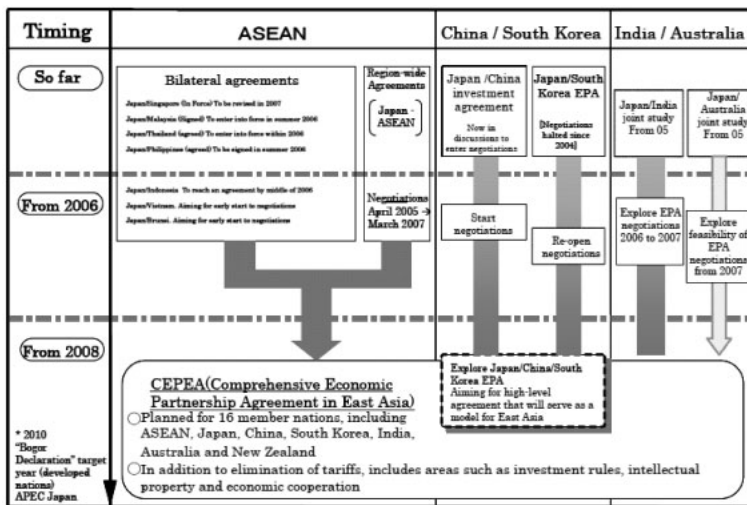 Timing
ASEAN
China / South Korea
India / Australia
So far
Bilateral agreements
Japan/Singapore (In Force) To be revised in 2007
Japan/Malaysia (Signed) To enter into force in summer 2006
Japan/Thailand (agreed) To enter into force within 2006
Japan/Philippines (agreed) To be signed in summer 2006
Region-wide
Agreements
Japan -
ASEAN
Japan /China
investment
agreement
Now in
discussions to
enter negotiations
Japan/South
Korea EPA
[Negotiations
halted since
2004]
Japan/India
joint study
From 05
Japan/
Australia
joint study
From 05
From 2006
Japan/Indonesia To reach an agreement by middle of 2006
Japan/Vietnam. Aiming for early start to negotiations
Japan/Brunei. Aiming for early start to negotiations
Negotiations
April 2005 →
March 2007
Start
negotiations
Re-open
negotiations
Explore EPA
negotiations
2006 to 2007
Explore
feasibility of
EPA
negotiations
from 2007
From 2008
CEPEA(Comprehensive Economic
Partnership Agreement in East Asia)
○Planned for 16 member nations, including
ASEAN, Japan, China, South Korea, India,
Australia and New Zealand
○In addition to elimination of tariffs, includes areas such as investment rules, intellectual
property and economic cooperation
Explore Japan/China/South
Korea EPA
Aiming for high-level
agreement that will serve as a
model for East Asia
* 2010
"Bogor
Declaration" target
year (developed
nations)
APEC Japan